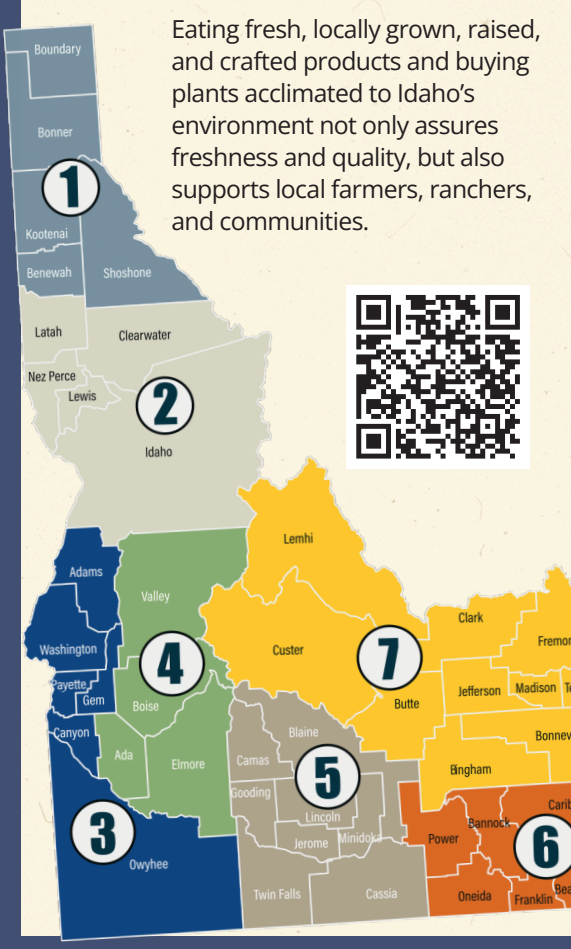 Eating fresh, locally grown, raised,
and crafted products and buying
plants acclimated to Idaho’s
environment not only assures
freshness and quality, but also
supports local farmers, ranchers,
and communities.
Boundary
Bonner
1
Kootenai
Benewah
Shoshone
Latah
Clearwater
Nez Perce
Lewis
2
Idaho
Lemhi
Adams
Valley
Clark
Custer
Washington
4
7
Payette
Gem
Boise
Butte
Jefferson
Madison
Canyon
Blaine
Ada
Elmore
Camas
5
Bingham
Gooding
Lincoln
3
Jerome
Minidoka
Power
Bannock
6
Owyhee
Twin Falls
Cassia
Oneida
Franklin